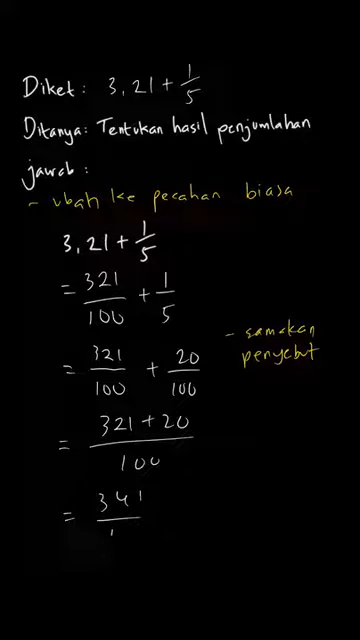 Diket : 3,21 + 1/5
Ditanya : Tentukan hasil penjumlahan
jawab :
- ubah ke pecahan biasa
3,21 + 1/5
= 321/100 + 1/5
= 321/100 + 20/100 - samakan penyebut
= 321 + 20/100
= 341/1